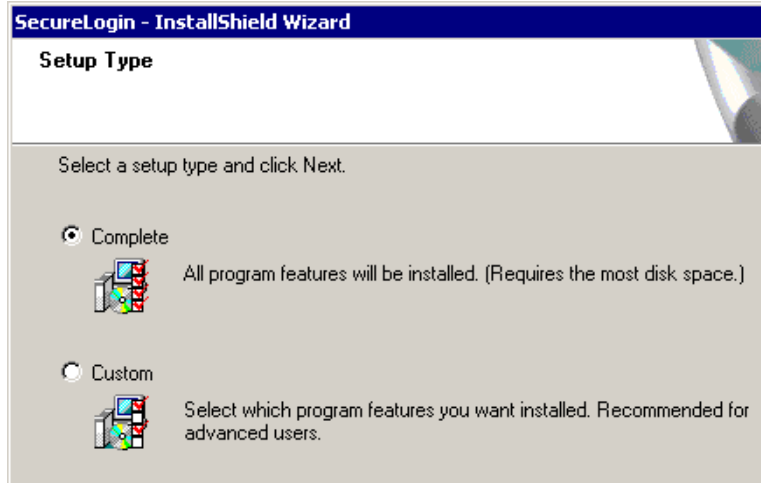 SecureLogin - InstallShield Wizard
Setup Type
Select a setup type and click Next.
Complete
All program features will be installed. (Requires the most disk space.)
Custom
Select which program features you want installed. Recommended for
advanced users.